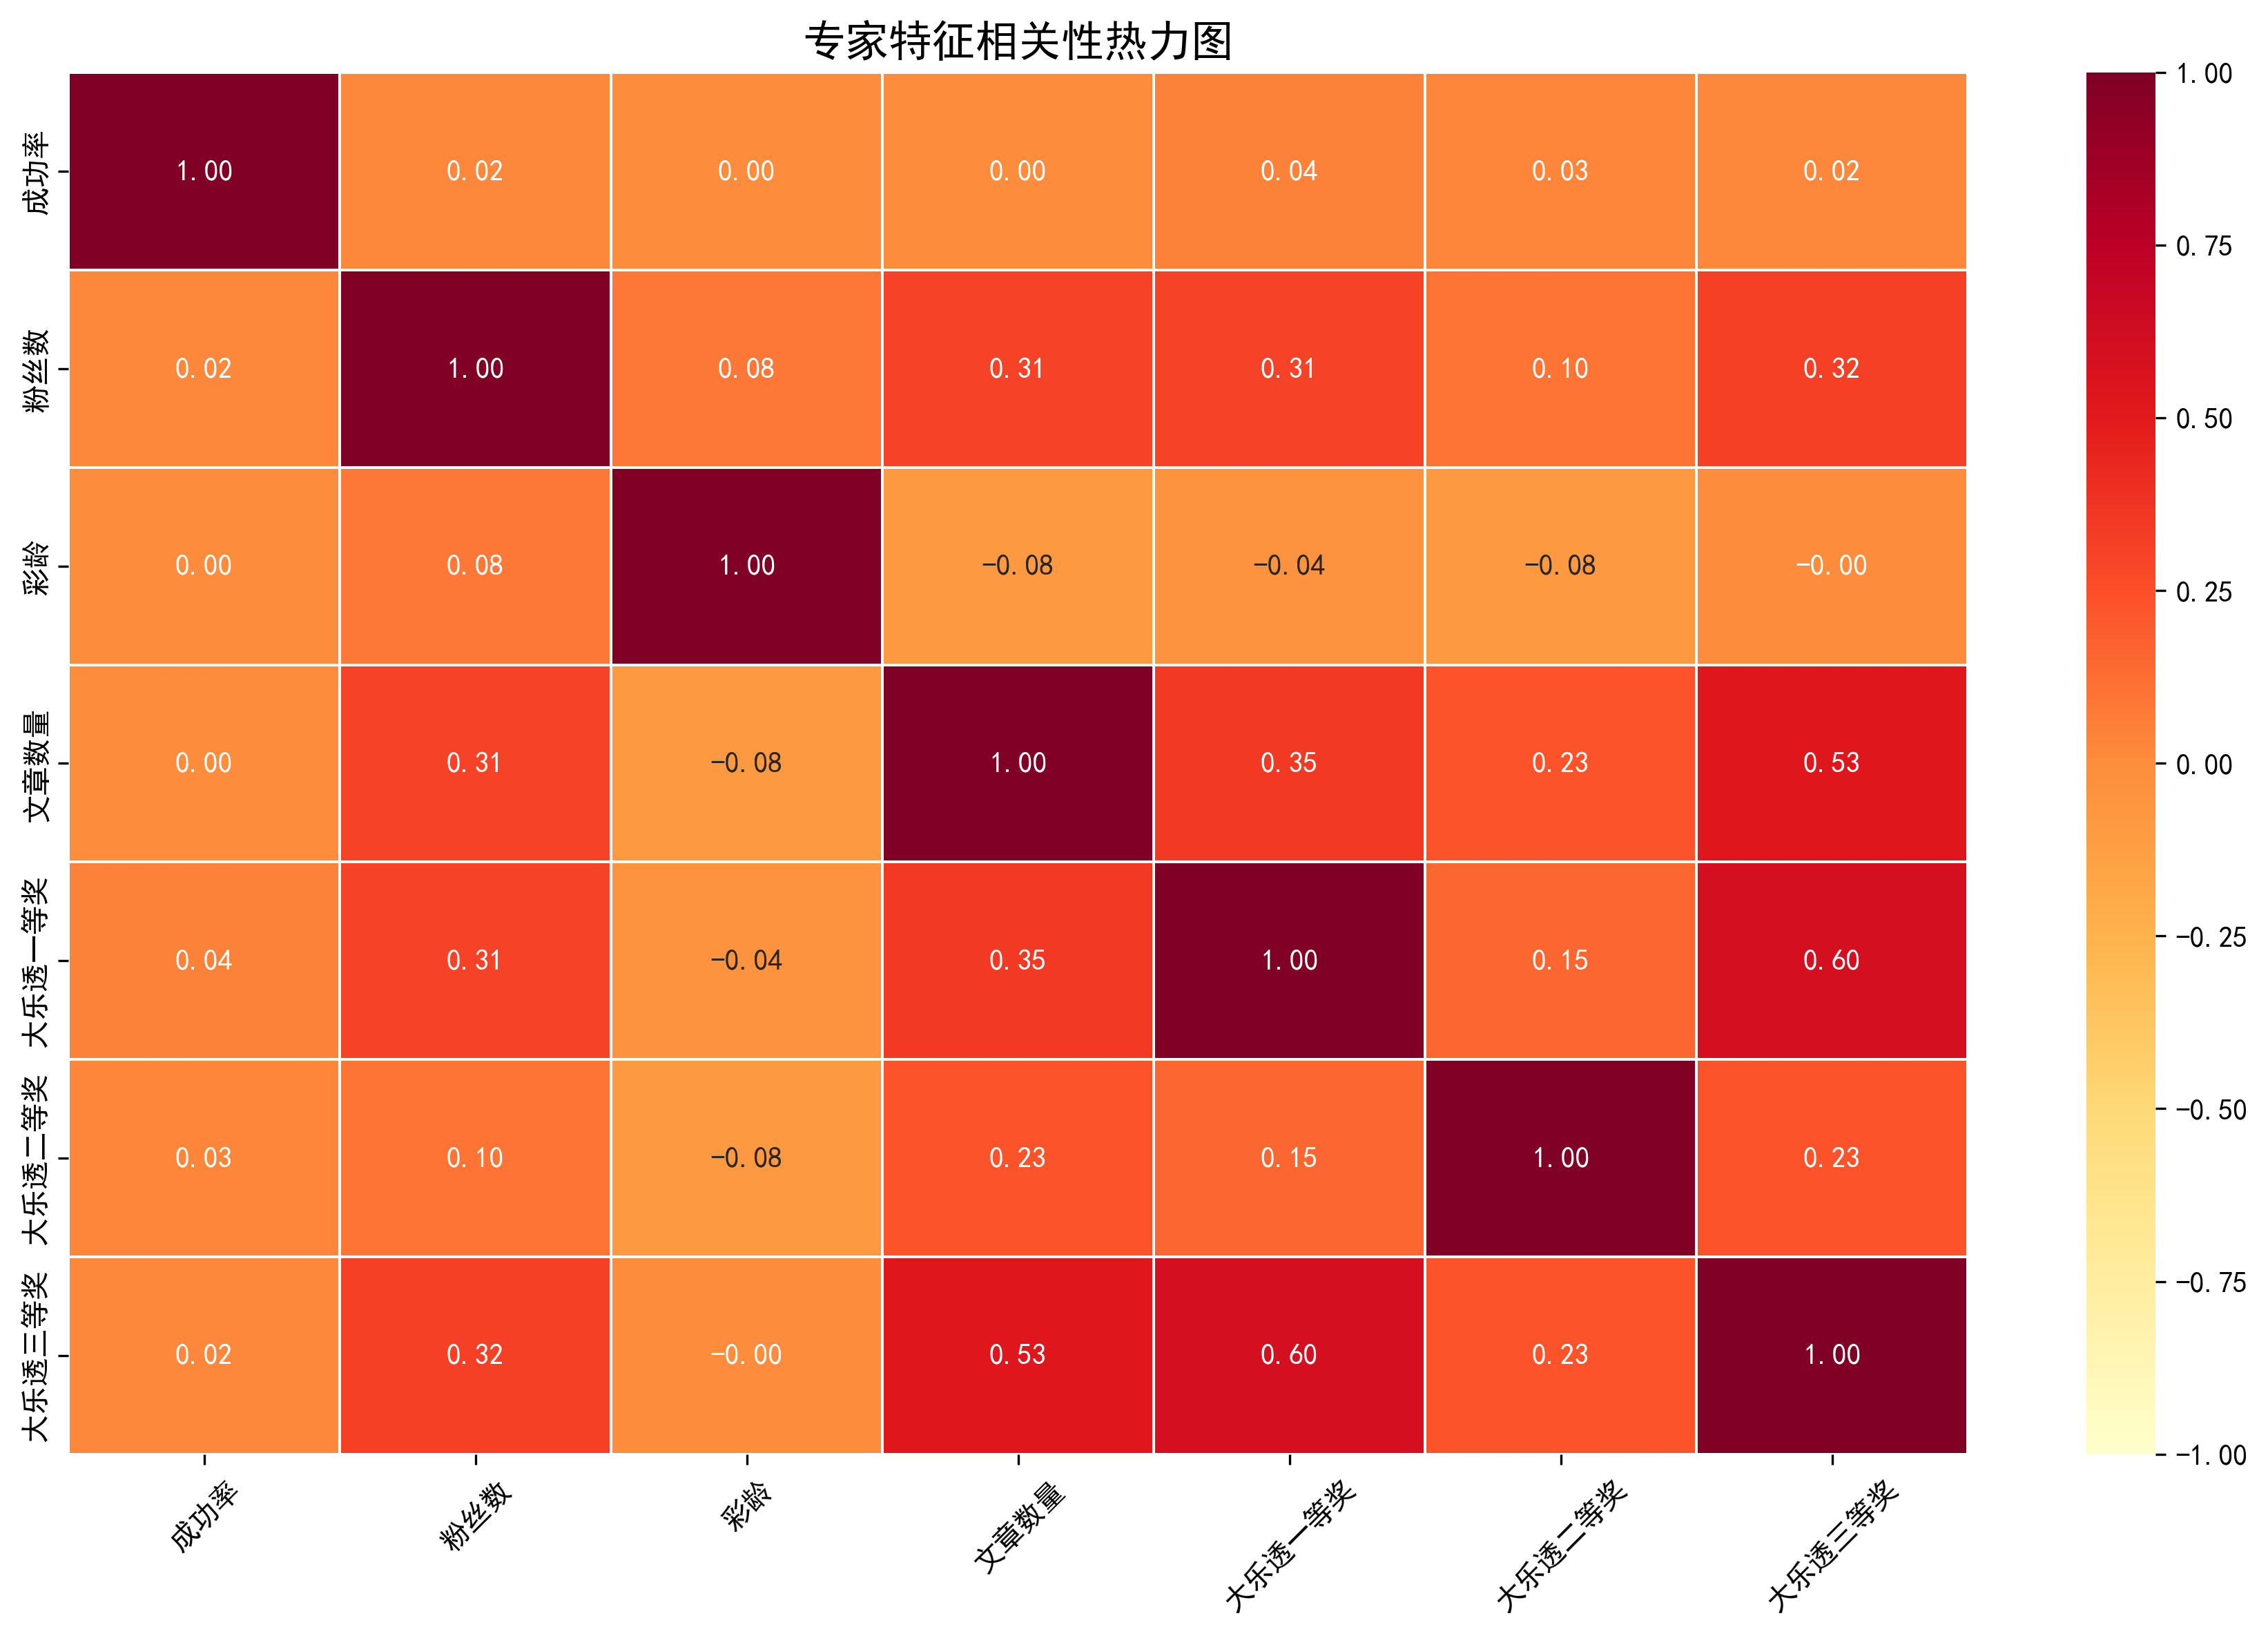 专家特征相关性热力图
成功率 1.00 0.02 0.00 0.00 0.04 0.03 0.02
粉丝数 0.02 1.00 0.08 0.31 0.31 0.10 0.32
彩龄 0.00 0.08 1.00 −0.08 −0.04 −0.08 −0.00
文章数量 0.00 0.31 −0.08 1.00 0.35 0.23 0.53
大乐透一等奖 0.04 0.31 −0.04 0.35 1.00 0.15 0.60
大乐透二等奖 0.03 0.10 −0.08 0.23 0.15 1.00 0.23
大乐透三等奖 0.02 0.32 −0.00 0.53 0.60 0.23 1.00
成功率 粉丝数 彩龄 文章数量 大乐透一等奖 大乐透二等奖 大乐透三等奖
1.00
0.75
0.50
0.25
0.00
−0.25
−0.50
−0.75
−1.00